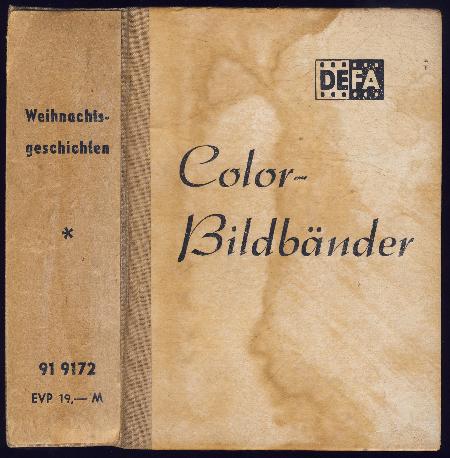 Weihnachts-
geschichten
*
91 9172
EVP 19,— M
DEFA
Color-
Bildbänder